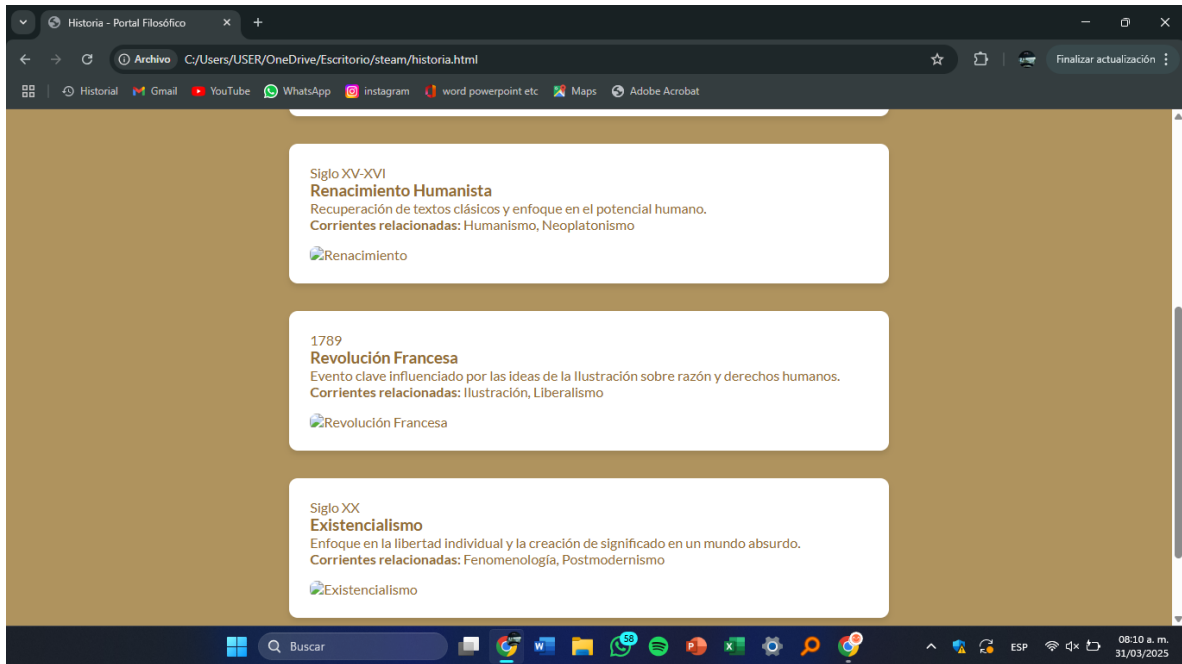 Historia - Portal Filosófico
Archivo C:/Users/USER/OneDrive/Escritorio/steam/historia.html
Finalizar actualización
Historial Gmail YouTube WhatsApp instagram word powerpoint etc Maps Adobe Acrobat
Siglo XV-XVI
Renacimiento Humanista
Recuperación de textos clásicos y enfoque en el potencial humano.
Corrientes relacionadas: Humanismo, Neoplatonismo
Renacimiento
1789
Revolución Francesa
Evento clave influenciado por las ideas de la Ilustración sobre razón y derechos humanos.
Corrientes relacionadas: Ilustración, Liberalismo
Revolución Francesa
Siglo XX
Existencialismo
Enfoque en la libertad individual y la creación de significado en un mundo absurdo.
Corrientes relacionadas: Fenomenología, Postmodernismo
Existencialismo
Buscar
58
ESP
08:10 a. m.
31/03/2025